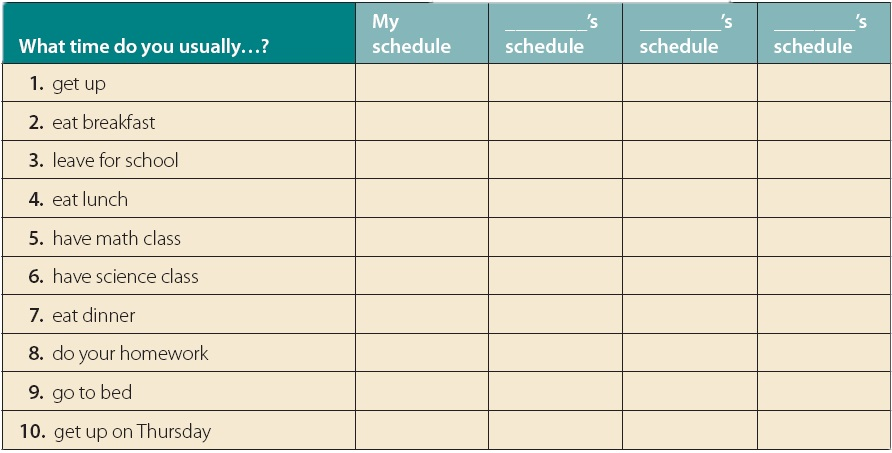 What time do you usually...?
My schedule
________'s schedule
________'s schedule
________'s schedule
1. get up
2. eat breakfast
3. leave for school
4. eat lunch
5. have math class
6. have science class
7. eat dinner
8. do your homework
9. go to bed
10. get up on Thursday